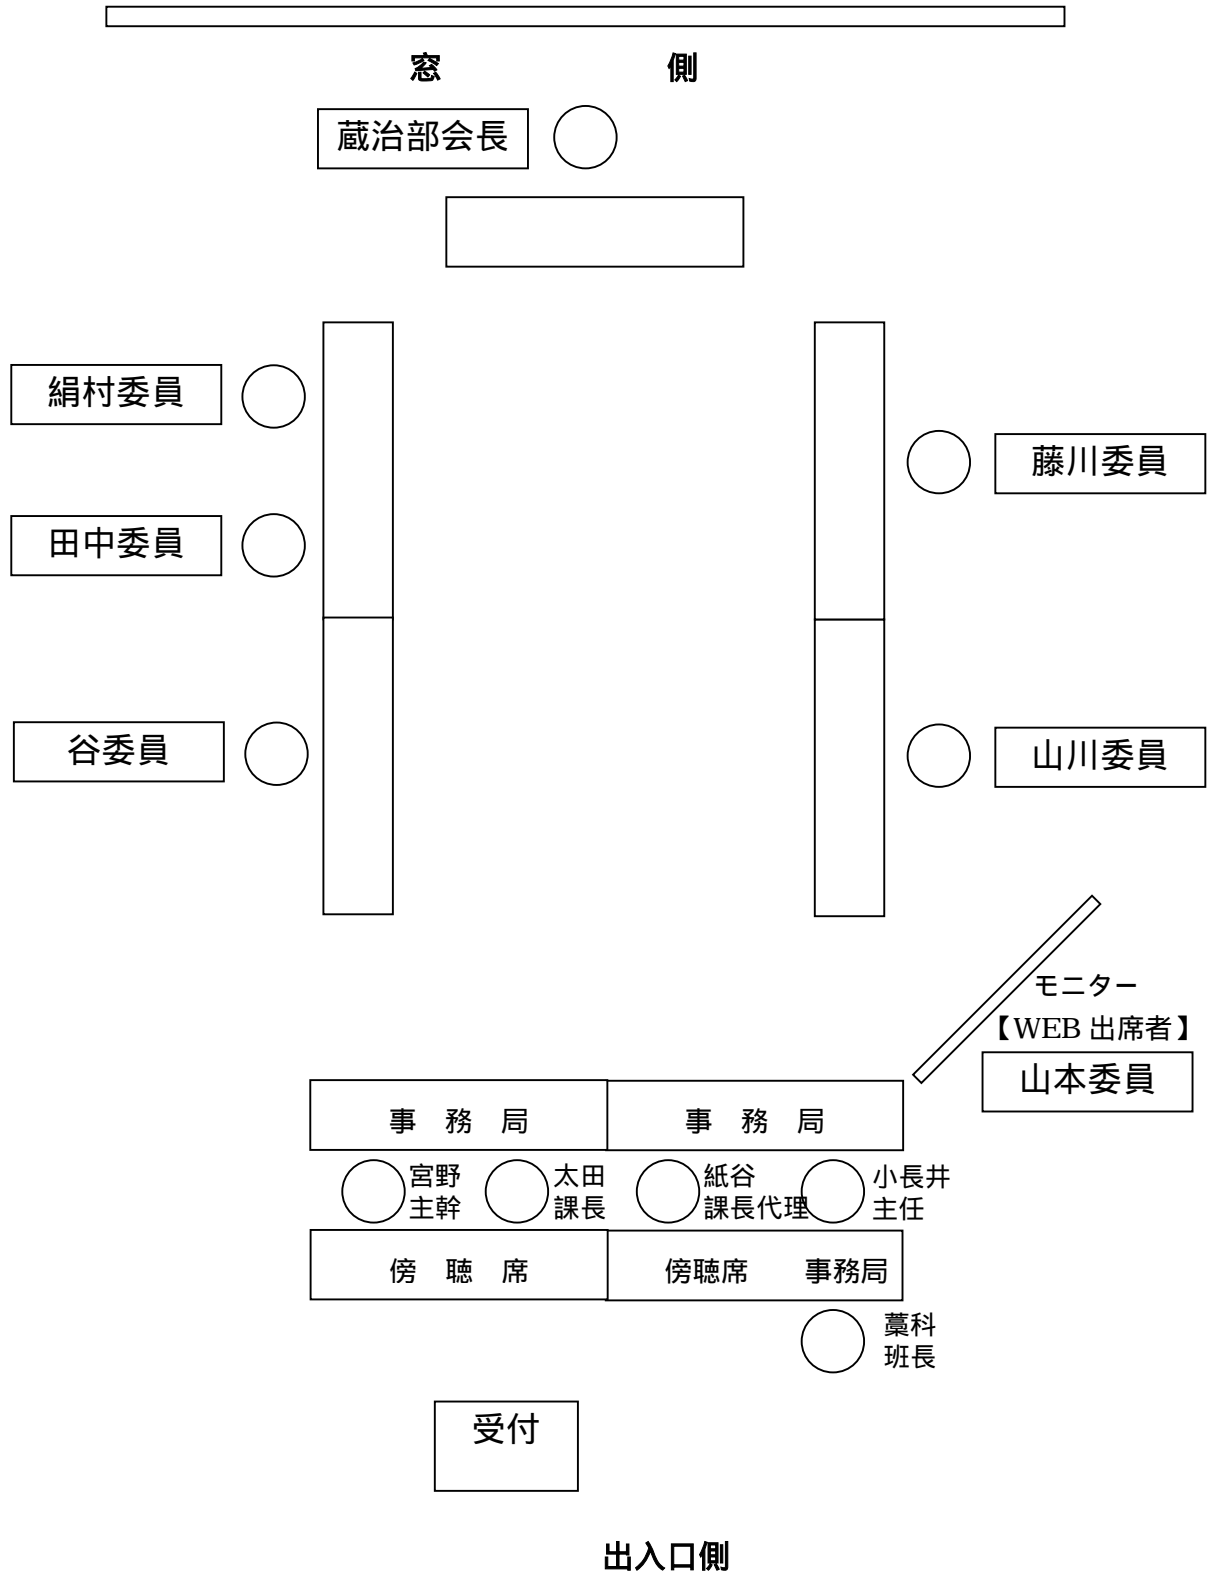 窓　側
蔵治部会長
絹村委員
藤川委員
田中委員
谷委員
山川委員
モニター
【WEB 出席者】
山本委員
事　務　局
事　務　局
宮野
主幹
太田
課長
紙谷
課長代理
小長井
主任
傍　聴　席
傍聴席　　事務局
藁科
班長
受付
出入口側